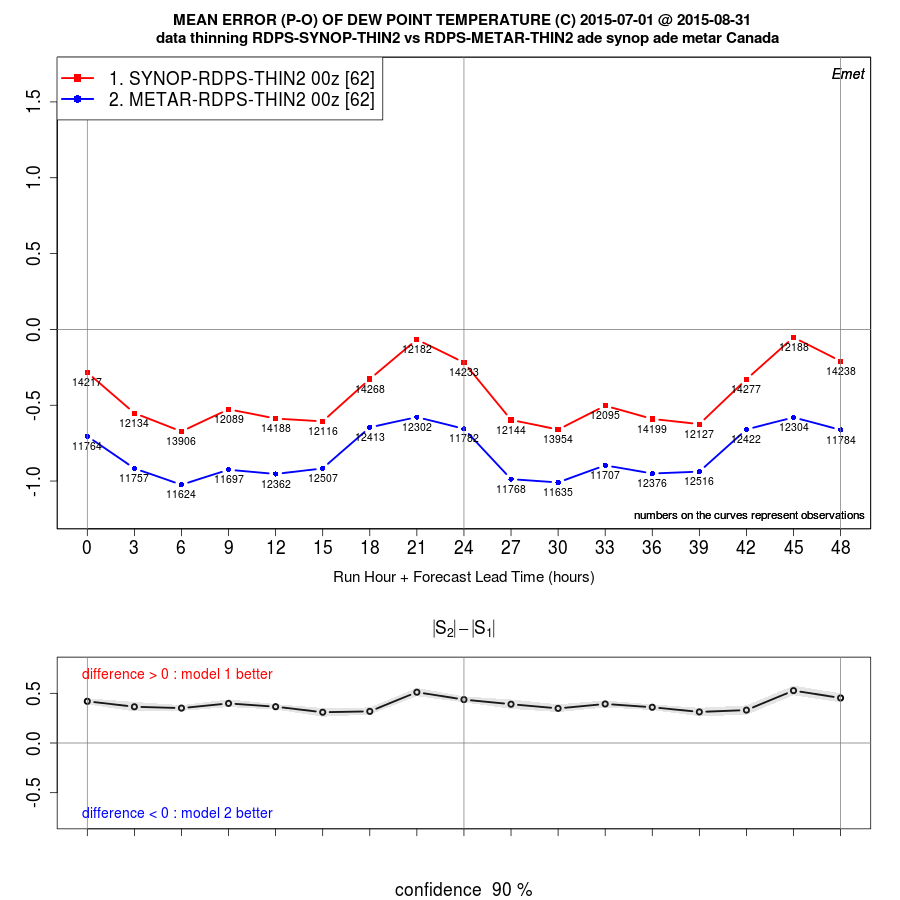 MEAN ERROR (P-O) OF DEW POINT TEMPERATURE (C) 2015-07-01 @ 2015-08-31
data thinning RDPS-SYNOP-THIN2 vs RDPS-METAR-THIN2 ade synop ade metar Canada
1. SYNOP-RDPS-THIN2 00z [62]
2. METAR-RDPS-THIN2 00z [62]
Emet
1.5
1.0
0.5
0.0
-0.5
-1.0
14217 12134 13906 12089 14188 12116 14268 12182 14233 12144 13954 12095 14199 12127 14277 12188 14238
11764 11757 11624 11697 12362 12507 12413 12302 11782 11768 11635 11707 12376 12516 12422 12304 11784
numbers on the curves represent observations
0 3 6 9 12 15 18 21 24 27 30 33 36 39 42 45 48
Run Hour + Forecast Lead Time (hours)
|S2|−|S1|
difference > 0 : model 1 better
0.5
0.0
-0.5
difference < 0 : model 2 better
confidence 90 %